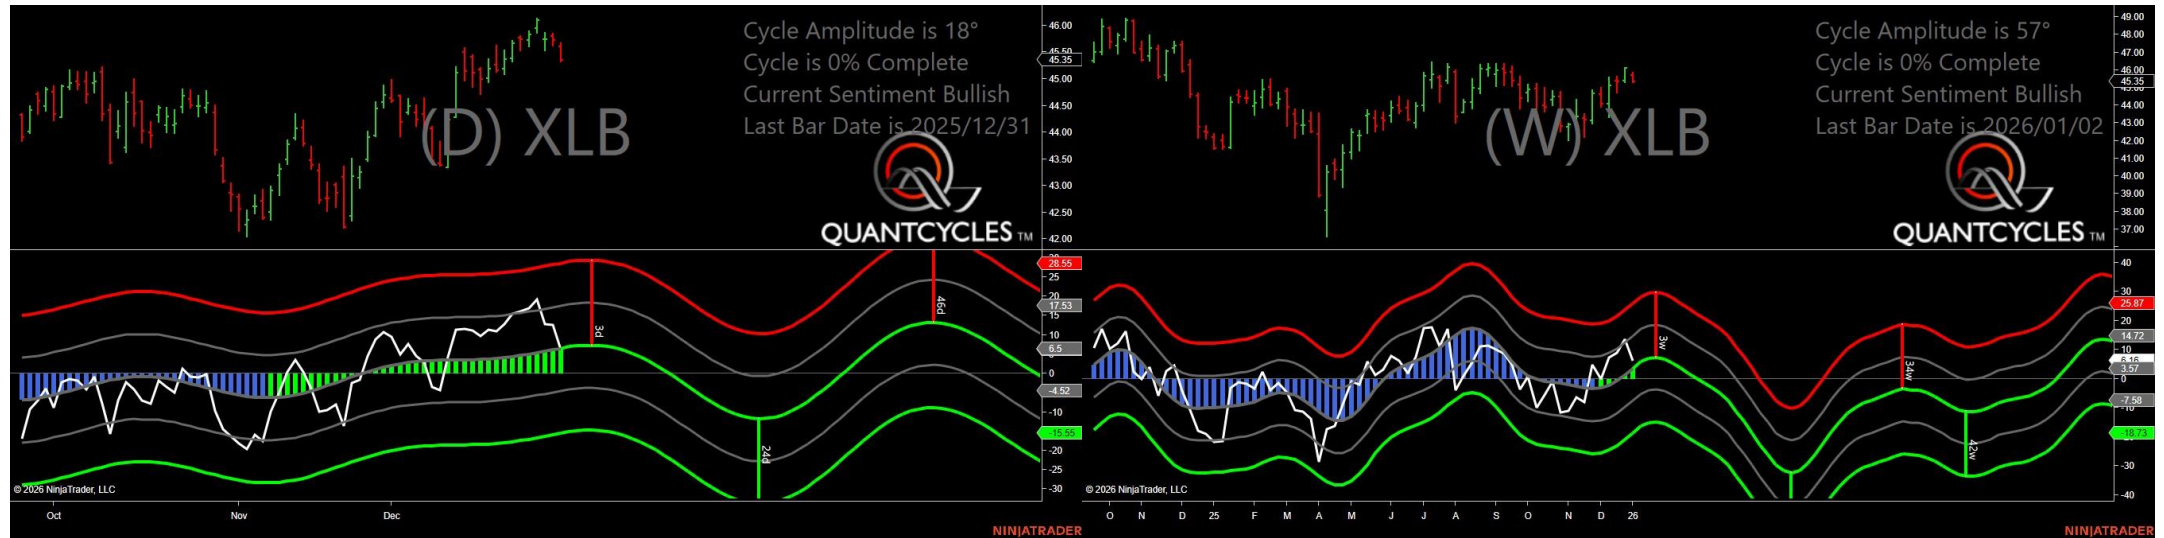 Cycle Amplitude is 18°
Cycle is 0% Complete
Current Sentiment Bullish
Last Bar Date is 2025/12/31
(D) XLB
QUANTCYCLES TM
46.00
45.50
45.35
45.00
44.50
44.00
43.50
43.00
42.50
42.00
28.55
25
20
17.53
15
10
6.5
0
-4.52
-10
-15.55
-20
-25
-30
3d
24d
46d
© 2026 NinjaTrader, LLC
Oct
Nov
Dec
NINJATRADER
Cycle Amplitude is 57°
Cycle is 0% Complete
Current Sentiment Bullish
Last Bar Date is 2026/01/02
(W) XLB
QUANTCYCLES TM
49.00
48.00
47.00
46.00
45.35
44.00
43.00
42.00
41.00
40.00
39.00
38.00
37.00
40
30
25.87
20
14.72
10
6.16
3.57
0
-7.58
-10
-18.73
-30
-40
3w
34w
42w
© 2026 NinjaTrader, LLC
O N D 25 F M A M J J A S O N D 26
NINJATRADER